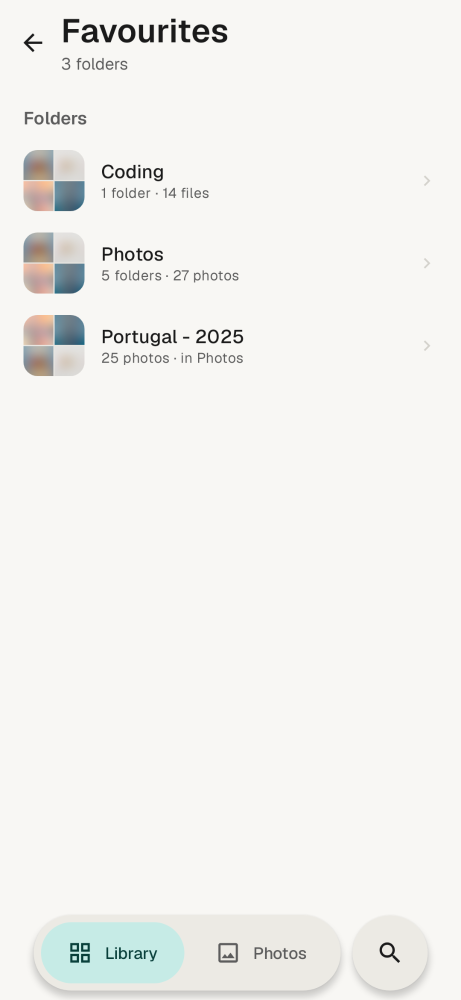 Favourites
3 folders
Folders
Coding
1 folder · 14 files
Photos
5 folders · 27 photos
Portugal - 2025
25 photos · in Photos
Library
Photos